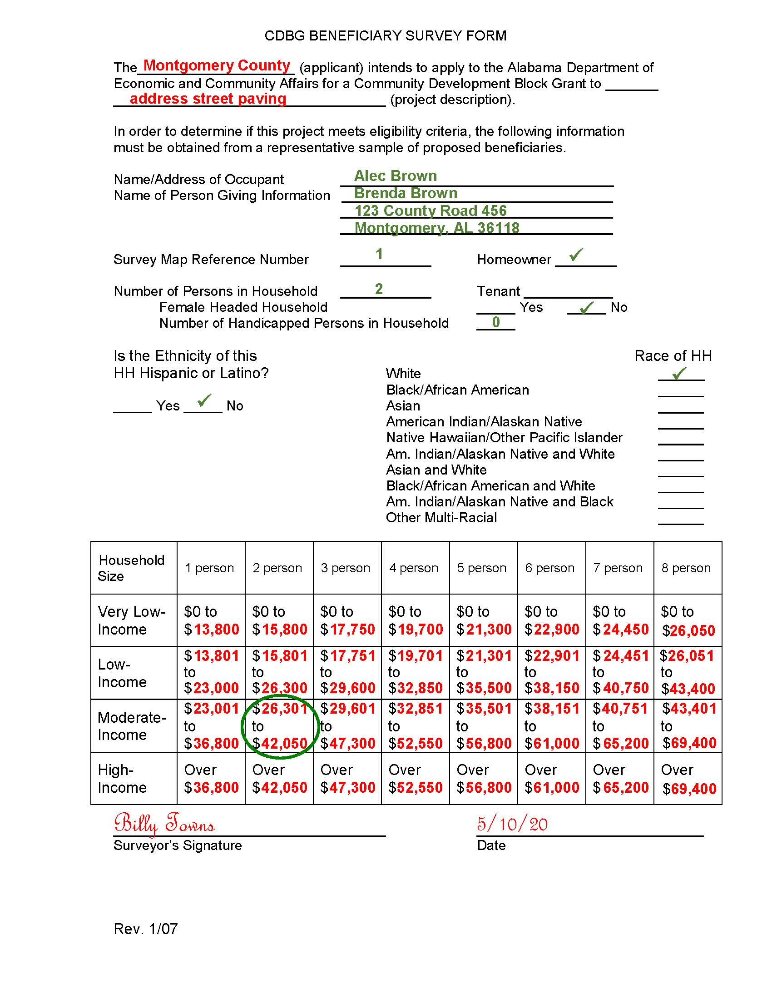 CDBG BENEFICIARY SURVEY FORM
The Montgomery County (applicant) intends to apply to the Alabama Department of
Economic and Community Affairs for a Community Development Block Grant to
address street paving (project description).
In order to determine if this project meets eligibility criteria, the following information
must be obtained from a representative sample of proposed beneficiaries.
Name/Address of Occupant Alec Brown
Name of Person Giving Information Brenda Brown
123 County Road 456
Montgomery, AL 36118
Survey Map Reference Number 1 Homeowner ✓
Number of Persons in Household 2 Tenant
Female Headed Household Yes ✓ No
Number of Handicapped Persons in Household 0
Is the Ethnicity of this Race of HH
HH Hispanic or Latino? White ✓
Black/African American
Yes ✓ No Asian
American Indian/Alaskan Native
Native Hawaiian/Other Pacific Islander
Am. Indian/Alaskan Native and White
Asian and White
Black/African American and White
Am. Indian/Alaskan Native and Black
Other Multi-Racial
Household
Size 1 person 2 person 3 person 4 person 5 person 6 person 7 person 8 person
Very Low- $0 to $0 to $0 to $0 to $0 to $0 to $0 to $0 to
Income $13,800 $15,800 $17,750 $19,700 $21,300 $22,900 $24,450 $26,050
$13,801 $15,801 $17,751 $19,701 $21,301 $22,901 $24,451 $26,051
Low- to to to to to to to to
Income $23,000 $26,300 $29,600 $32,850 $35,500 $38,150 $40,750 $43,400
$23,001 $26,301 $29,601 $32,851 $35,501 $38,151 $40,751 $43,401
Moderate- to to to to to to to to
Income $36,800 $42,050 $47,300 $52,550 $56,800 $61,000 $65,200 $69,400
High- Over Over Over Over Over Over Over Over
Income $36,800 $42,050 $47,300 $52,550 $56,800 $61,000 $65,200 $69,400
Billy Towns 5/10/20
Surveyor's Signature Date
Rev. 1/07